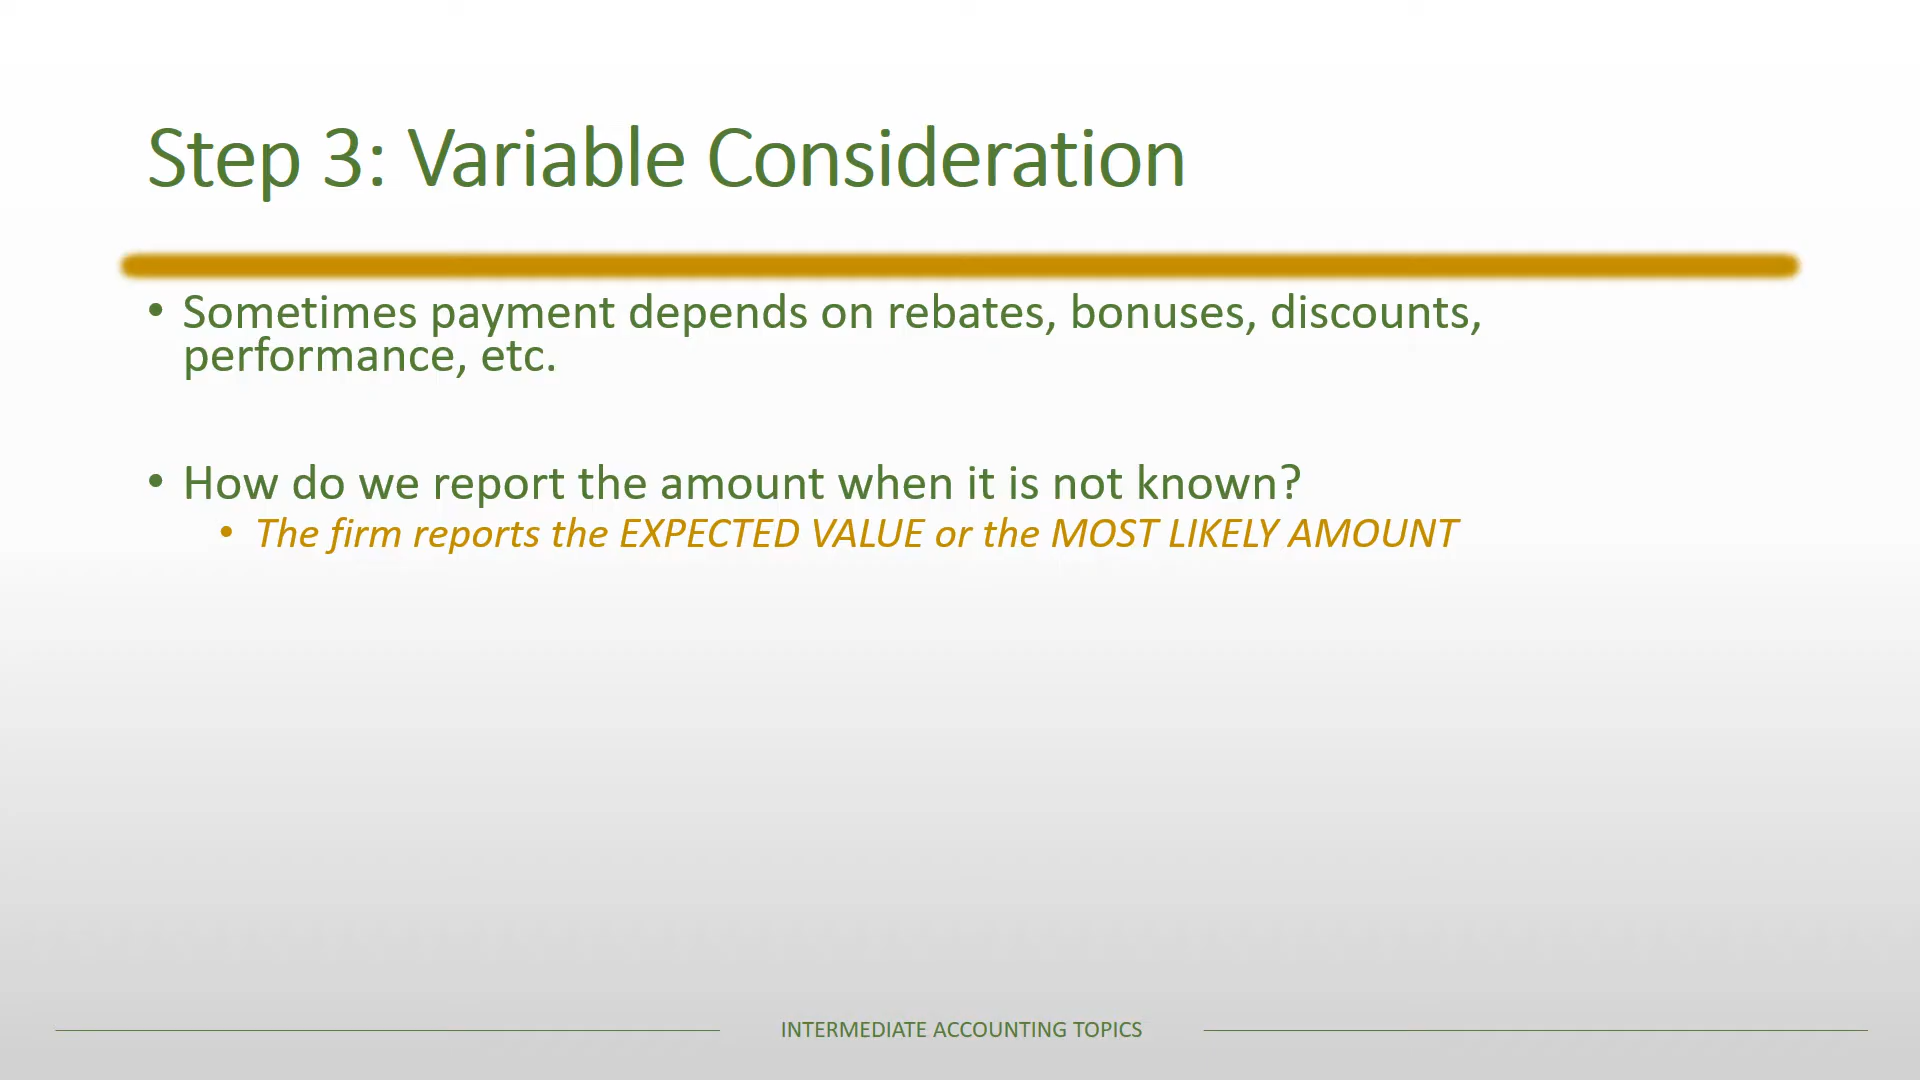 Step 3: Variable Consideration
• Sometimes payment depends on rebates, bonuses, discounts,
performance, etc.
• How do we report the amount when it is not known?
• The firm reports the EXPECTED VALUE or the MOST LIKELY AMOUNT
INTERMEDIATE ACCOUNTING TOPICS